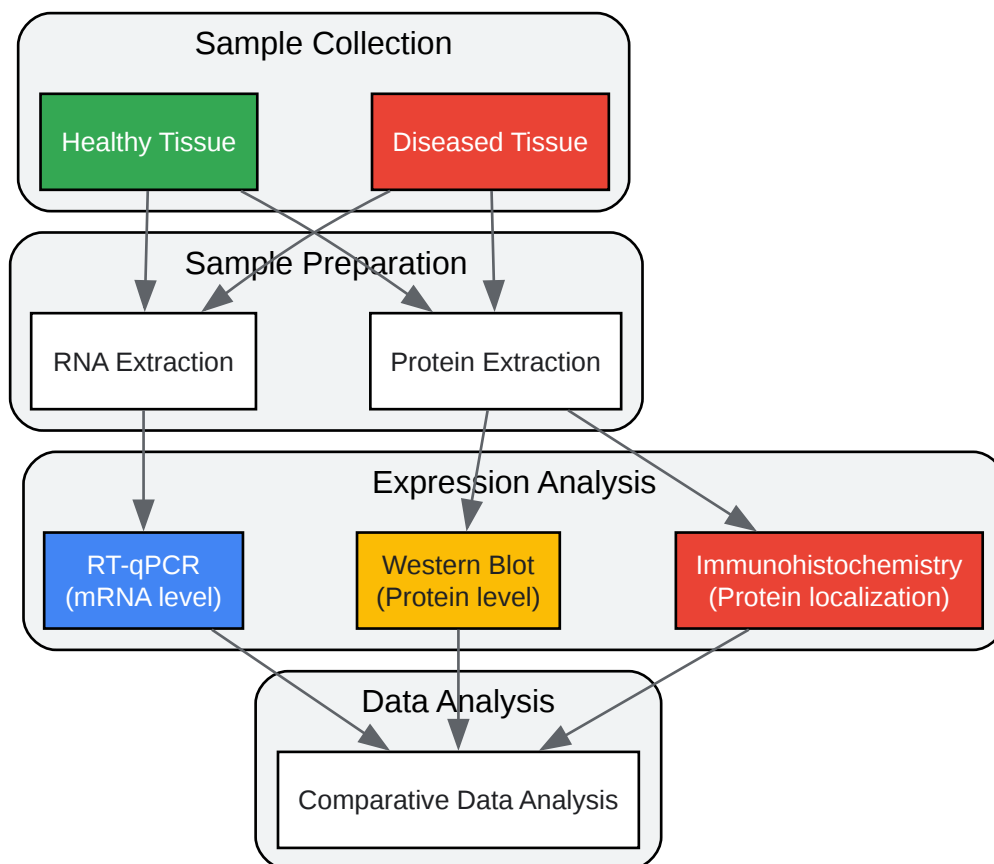 Sample Collection
Healthy Tissue
Diseased Tissue
Sample Preparation
RNA Extraction
Protein Extraction
Expression Analysis
RT-qPCR
(mRNA level)
Western Blot
(Protein level)
Immunohistochemistry
(Protein localization)
Data Analysis
Comparative Data Analysis